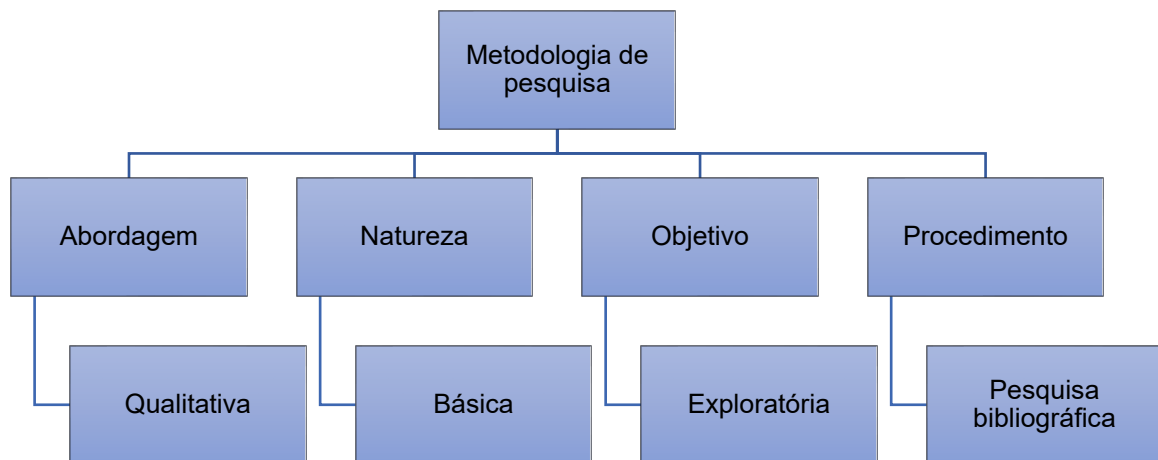 Metodologia de
pesquisa
Abordagem
Natureza
Objetivo
Procedimento
Qualitativa
Básica
Exploratória
Pesquisa
bibliográfica